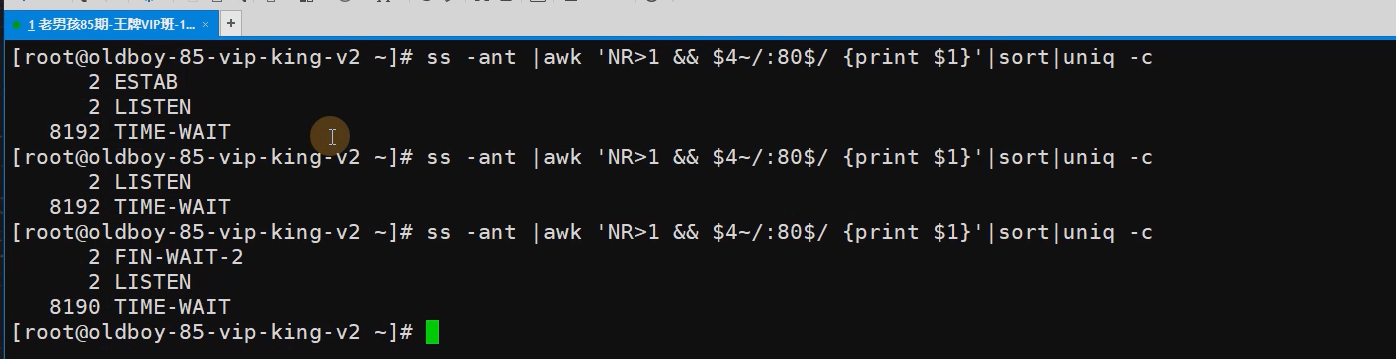 1 老男孩85期-王牌VIP班-1... × +
[root@oldboy-85-vip-king-v2 ~]# ss -ant |awk 'NR>1 && $4~/:80$/ {print $1}'|sort|uniq -c
      2 ESTAB
      2 LISTEN
   8192 TIME-WAIT
[root@oldboy-85-vip-king-v2 ~]# ss -ant |awk 'NR>1 && $4~/:80$/ {print $1}'|sort|uniq -c
      2 LISTEN
   8192 TIME-WAIT
[root@oldboy-85-vip-king-v2 ~]# ss -ant |awk 'NR>1 && $4~/:80$/ {print $1}'|sort|uniq -c
      2 FIN-WAIT-2
      2 LISTEN
   8190 TIME-WAIT
[root@oldboy-85-vip-king-v2 ~]#